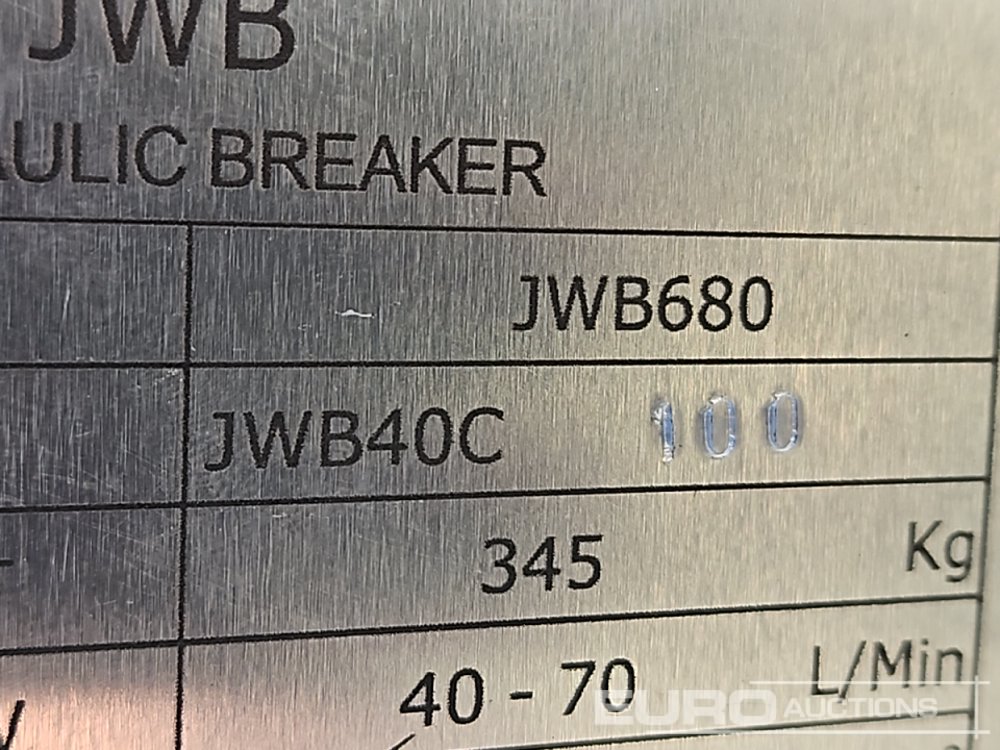 JWB
AULIC BREAKER
JWB680
JWB40C 100
345 Kg
40 - 70 L/Min
EURO AUCTIONS